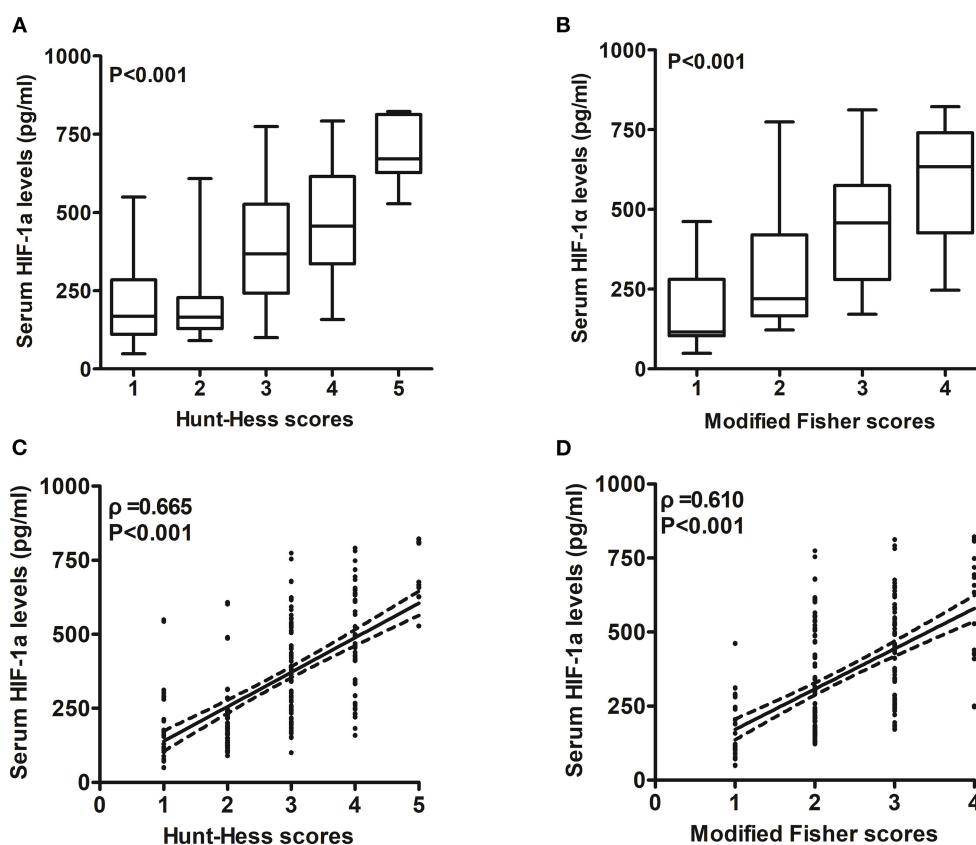 A
P<0.001
Serum HIF-1a levels (pg/ml)
1000
750
500
250
0
1 2 3 4 5
Hunt-Hess scores
B
P<0.001
Serum HIF-1α levels (pg/ml)
1000
750
500
250
0
1 2 3 4
Modified Fisher scores
C
ρ =0.665
P<0.001
Serum HIF-1a levels (pg/ml)
1000
750
500
250
0
0 1 2 3 4 5
Hunt-Hess scores
D
ρ =0.610
P<0.001
Serum HIF-1a levels (pg/ml)
1000
750
500
250
0
0 1 2 3 4
Modified Fisher scores